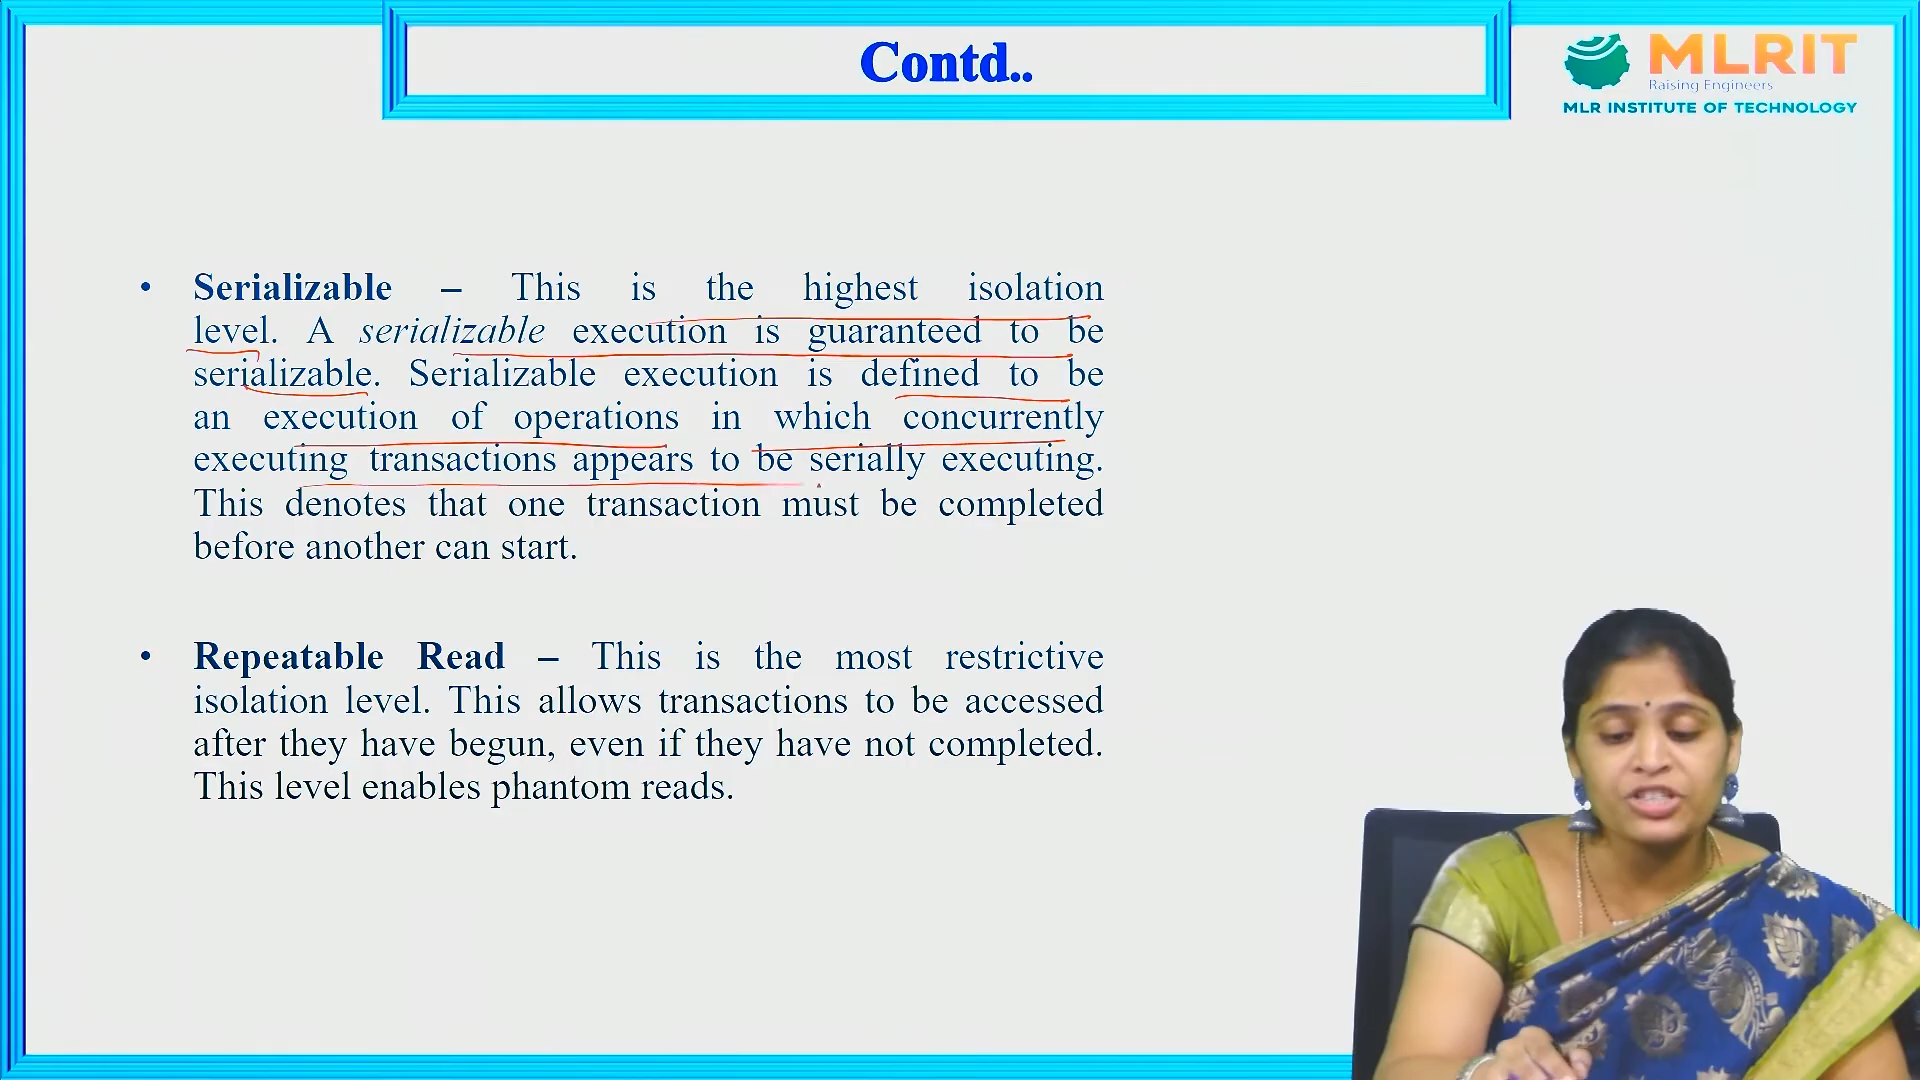 Contd..
MLRIT
Raising Engineers
MLR INSTITUTE OF TECHNOLOGY
• Serializable – This is the highest isolation
level. A serializable execution is guaranteed to be
serializable. Serializable execution is defined to be
an execution of operations in which concurrently
executing transactions appears to be serially executing.
This denotes that one transaction must be completed
before another can start.
• Repeatable Read – This is the most restrictive
isolation level. This allows transactions to be accessed
after they have begun, even if they have not completed.
This level enables phantom reads.